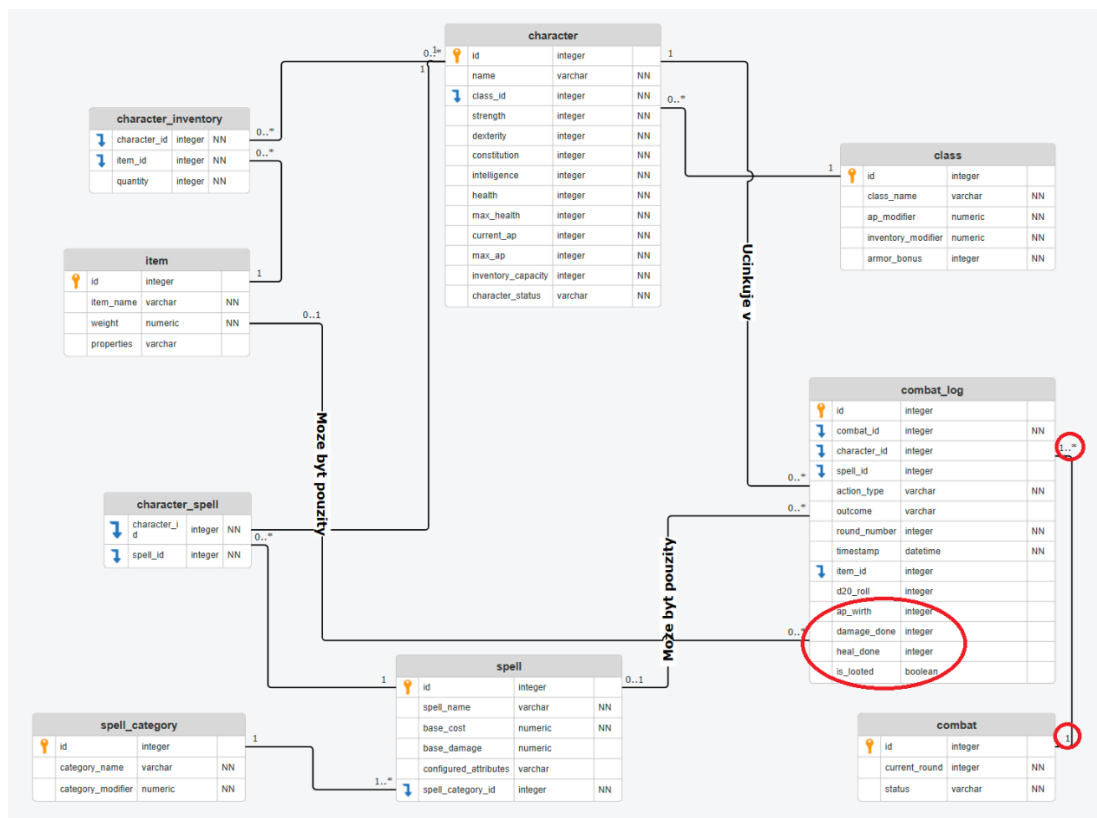 character
id integer
name varchar NN
class_id integer NN
strength integer NN
dexterity integer NN
constitution integer NN
intelligence integer NN
health integer NN
max_health integer NN
current_ap integer NN
max_ap integer NN
inventory_capacity integer NN
character_status varchar NN
0..*
1
1
1
0..*
character_inventory
character_id integer NN
item_id integer NN
quantity integer NN
0..*
0..*
class
id integer
class_name varchar NN
ap_modifier numeric NN
inventory_modifier numeric NN
armor_bonus integer NN
1
item
id integer
item_name varchar NN
weight numeric NN
properties varchar
1
0..1
Ucinkuje v
Moze byt pouzity
combat_log
id integer
combat_id integer NN
character_id integer
spell_id integer
action_type varchar NN
outcome varchar
round_number integer NN
timestamp datetime NN
item_id integer
d20_roll integer
ap_wirth integer
damage_done integer
heal_done integer
is_looted boolean
1..*
0..*
0..*
0..*
character_spell
character_i
d integer NN
spell_id integer NN
0..*
Moze byt pouzity
spell
id integer
spell_name varchar NN
base_cost numeric NN
base_damage numeric
configured_attributes varchar
spell_category_id integer NN
1
0..1
1..*
spell_category
id integer
category_name varchar NN
category_modifier numeric NN
1
combat
id integer
current_round integer NN
status varchar NN
1